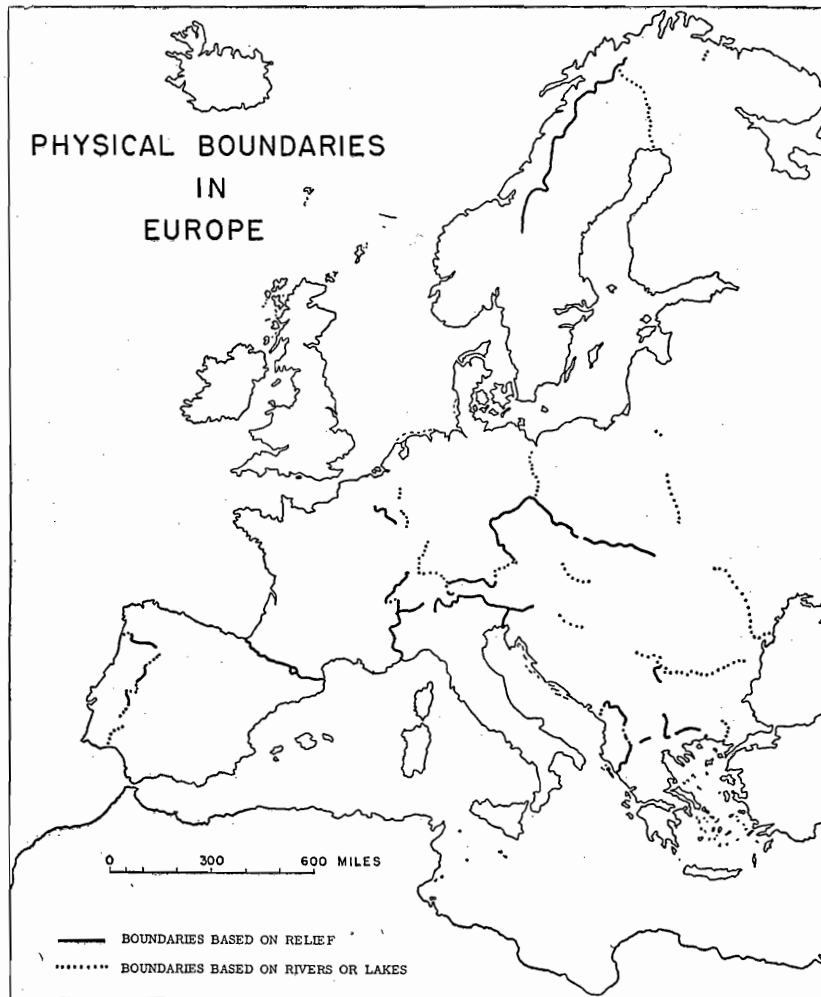 PHYSICAL BOUNDARIES
IN
EUROPE
0 300 600 MILES
BOUNDARIES BASED ON RELIEF
BOUNDARIES BASED ON RIVERS OR LAKES